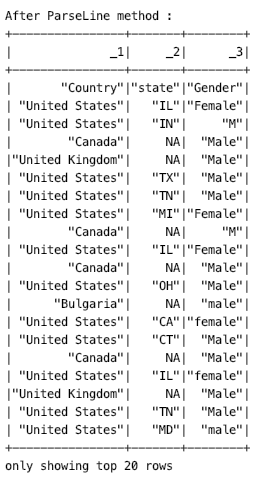 After ParseLine method :
+----------------+-------+--------+
|              _1|     _2|      _3|
+----------------+-------+--------+
|       "Country"|"state"|"Gender"|
| "United States"|   "IL"|"Female"|
| "United States"|   "IN"|     "M"|
|        "Canada"|     NA|  "Male"|
|"United Kingdom"|     NA|  "Male"|
| "United States"|   "TX"|  "Male"|
| "United States"|   "TN"|  "Male"|
| "United States"|   "MI"|"Female"|
|        "Canada"|     NA|     "M"|
| "United States"|   "IL"|"Female"|
|        "Canada"|     NA|  "Male"|
| "United States"|   "OH"|  "Male"|
|      "Bulgaria"|     NA|  "male"|
| "United States"|   "CA"|"female"|
| "United States"|   "CT"|  "Male"|
|        "Canada"|     NA|  "Male"|
| "United States"|   "IL"|"female"|
|"United Kingdom"|     NA|  "Male"|
| "United States"|   "TN"|  "Male"|
| "United States"|   "MD"|  "male"|
+----------------+-------+--------+
only showing top 20 rows